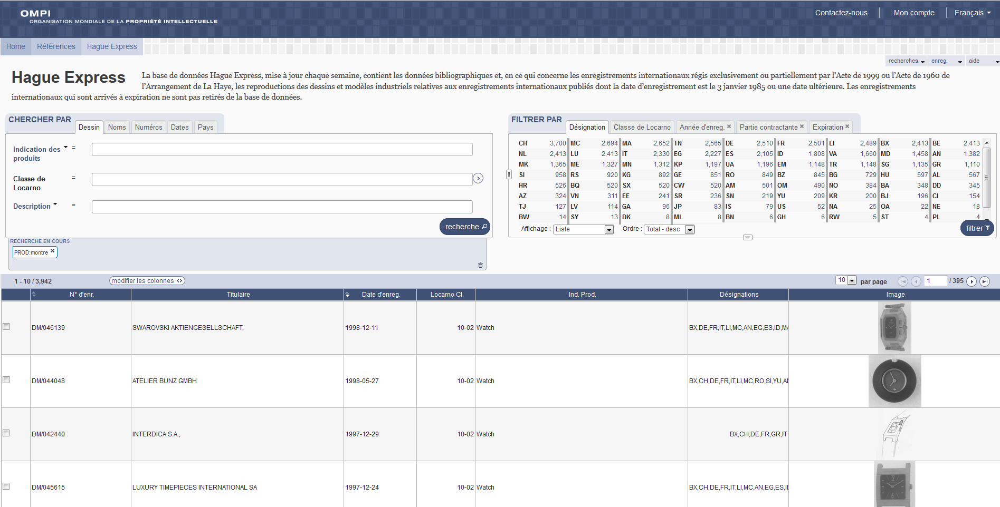 OMPI
ORGANISATION MONDIALE DE LA PROPRIÉTÉ INTELLECTUELLE
Contactez-nous Mon compte Français
Home Références Hague Express
recherches enreg. aide
Hague Express
La base de données Hague Express, mise à jour chaque semaine, contient les données bibliographiques et, en ce qui concerne les enregistrements internationaux régis exclusivement ou partiellement par l'Acte de 1999 ou l'Acte de 1960 de
l'Arrangement de La Haye, les reproductions des dessins et modèles industriels relatives aux enregistrements internationaux publiés dont la date d'enregistrement est le 3 janvier 1985 ou une date ultérieure. Les enregistrements
internationaux qui sont arrivés à expiration ne sont pas retirés de la base de données.
CHERCHER PAR Dessin Noms Numéros Dates Pays
Indication des =
produits
Classe de =
Locarno
Description =
recherche
RECHERCHE EN COURS
PROD:montre
FILTRER PAR Désignation Classe de Locarno Année d'enreg. Partie contractante Expiration
CH 3,700 MC 2,694 MA 2,652 TN 2,565 DE 2,510 FR 2,501 LI 2,489 BX 2,413 BE 2,413
NL 2,413 LU 2,413 IT 2,330 EG 2,227 ES 2,105 ID 1,808 VA 1,660 MD 1,458 AN 1,382
MK 1,365 ME 1,327 MN 1,312 KP 1,197 UA 1,196 EM 1,148 TR 1,148 SG 1,135 GR 1,110
SI 958 RS 920 KG 892 GE 851 RO 849 BZ 845 BG 729 HU 597 AL 567
HR 526 BQ 520 SX 520 CW 520 AM 501 OM 490 NO 384 BA 348 DD 345
AZ 324 VN 311 EE 241 SR 236 SN 219 YU 209 KR 200 BJ 196 CI 154
TJ 127 LV 114 GA 96 JP 83 IS 79 US 52 NA 25 OA 22 NE 18
BW 14 SY 13 DK 8 ML 8 BN 6 GH 6 RW 5 ST 4 PL 4
Affichage : Liste Ordre : Total - desc filtrer
1 - 10 / 3,942 modifier les colonnes 10 par page 1 / 395
N° d'enr. Titulaire Date d'enreg. Locarno Cl. Ind. Prod. Désignations Image
DM/046139 SWAROVSKI AKTIENGESELLSCHAFT, 1998-12-11 10-02 Watch BX,DE,FR,IT,LI,MC,AN,EG,ES,ID,MA
DM/044048 ATELIER BUNZ GMBH 1998-05-27 10-02 Watch BX,CH,DE,FR,IT,LI,MC,RO,SI,YU,AN
DM/042440 INTERDICA S.A., 1997-12-29 10-02 Watch BX,CH,DE,FR,GR,IT
DM/045615 LUXURY TIMEPIECES INTERNATIONAL SA 1997-12-24 10-02 Watch BX,CH,DE,FR,IT,LI,MC,AN,EG,ES,ID
12
6